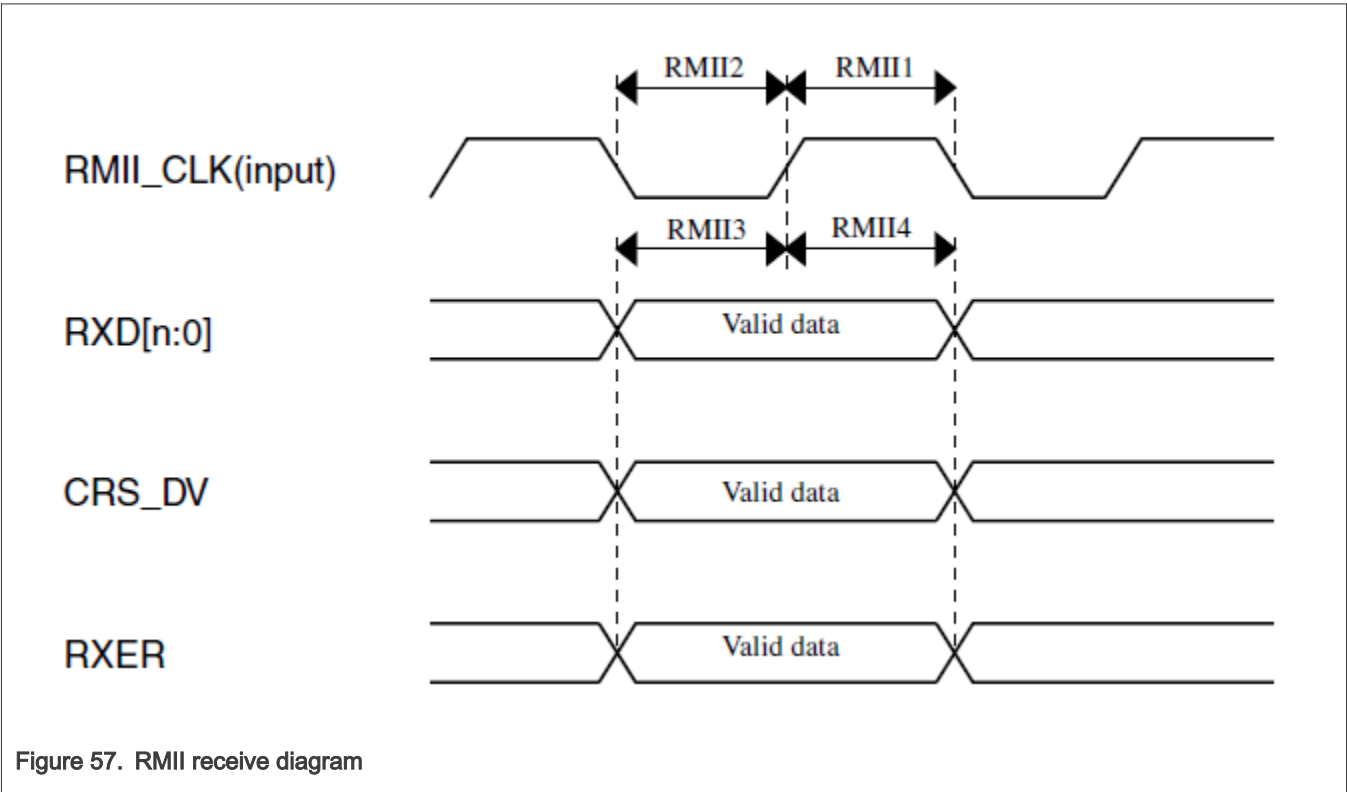 RMII2 RMII1
RMII_CLK(input)
RMII3 RMII4
RXD[n:0] Valid data
CRS_DV Valid data
RXER Valid data
Figure 57. RMII receive diagram